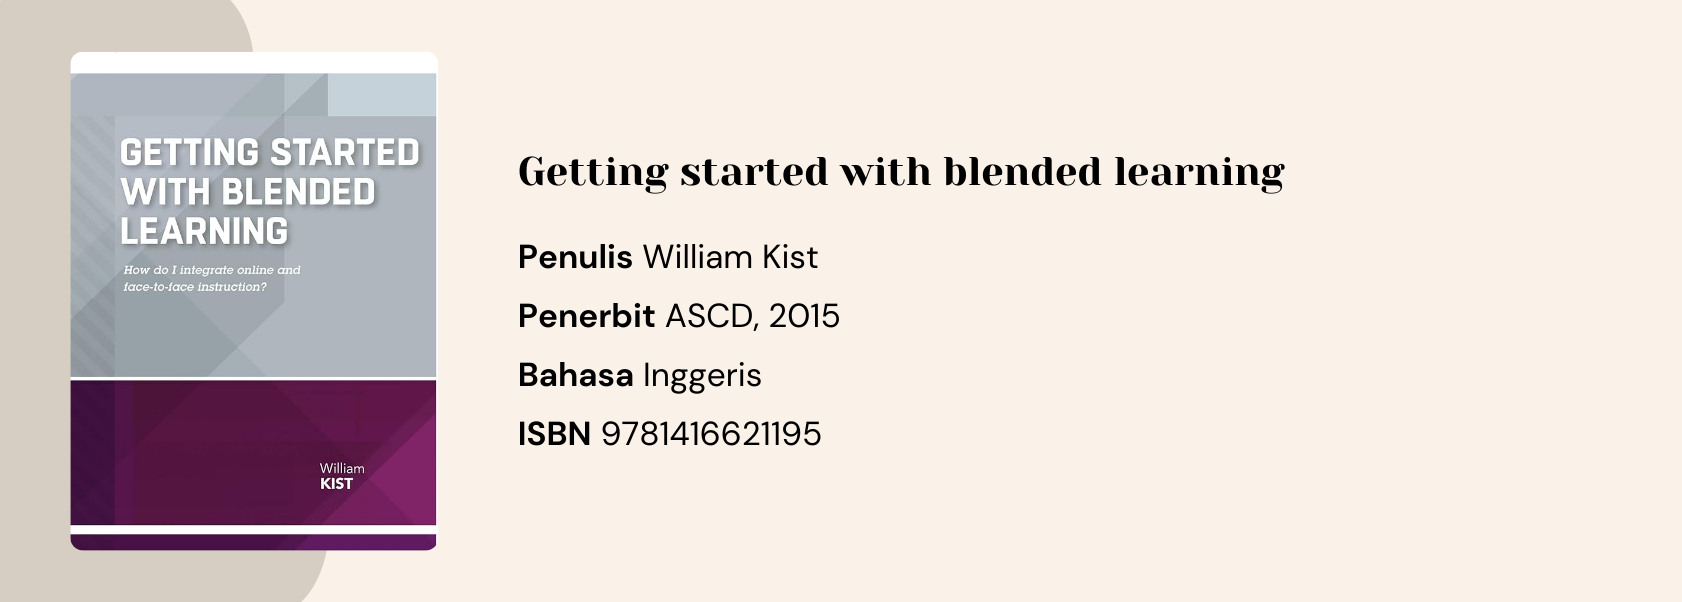 GETTING STARTED
WITH BLENDED
LEARNING
How do I integrate online and
face-to-face instruction?
William
KIST
Getting started with blended learning
Penulis William Kist
Penerbit ASCD, 2015
Bahasa Inggeris
ISBN 9781416621195